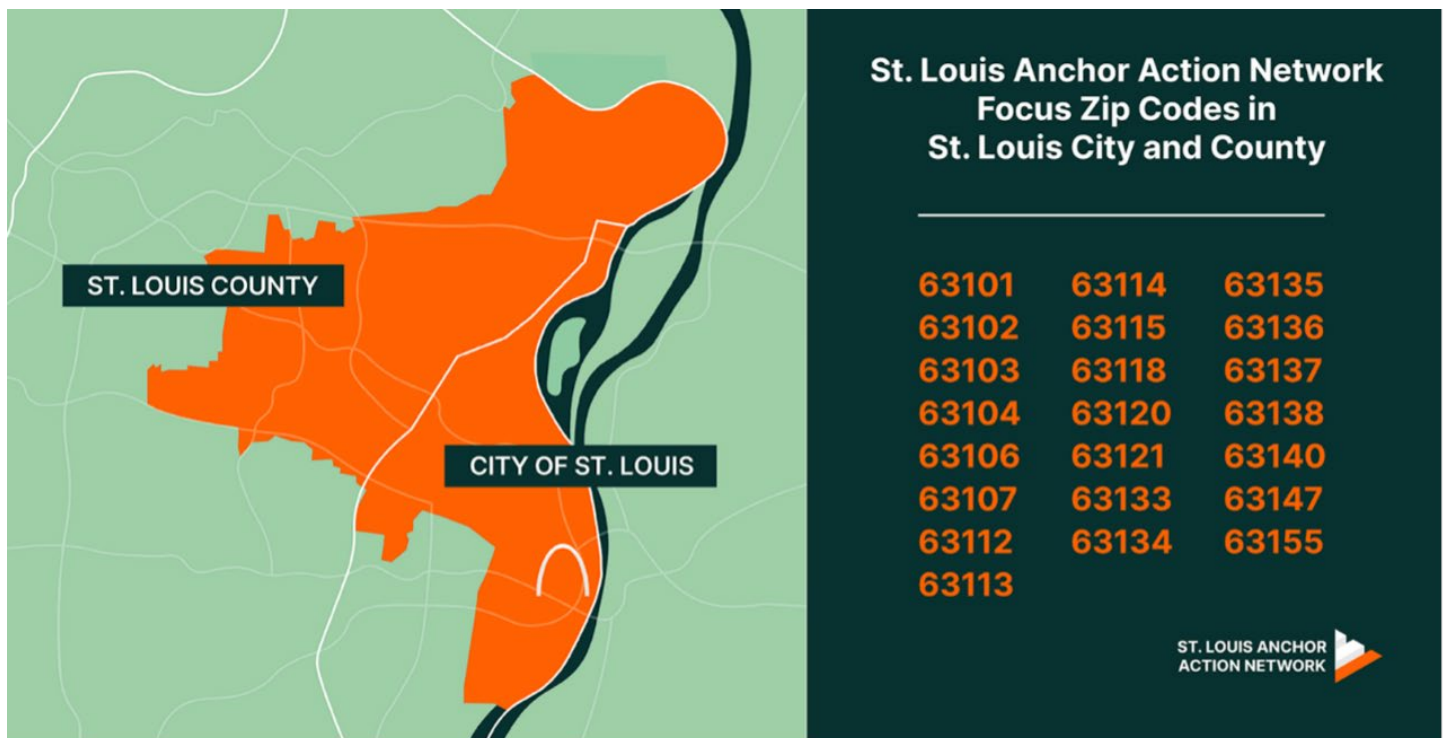 St. Louis Anchor Action Network
Focus Zip Codes in
St. Louis City and County
ST. LOUIS COUNTY
CITY OF ST. LOUIS
63101 63114 63135
63102 63115 63136
63103 63118 63137
63104 63120 63138
63106 63121 63140
63107 63133 63147
63112 63134 63155
63113
ST. LOUIS ANCHOR
ACTION NETWORK